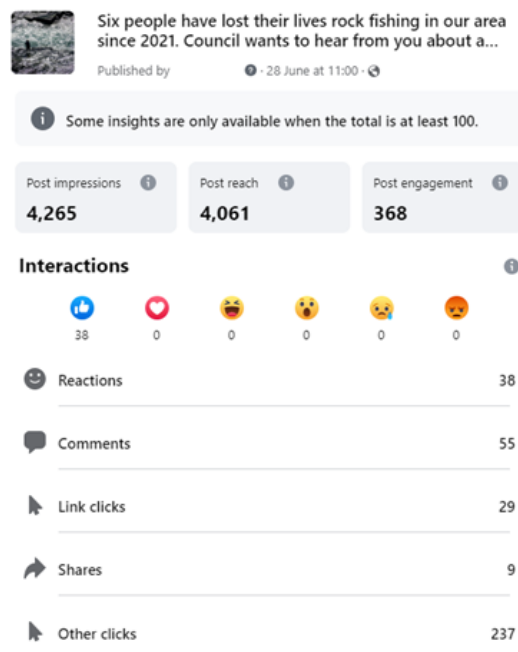 Six people have lost their lives rock fishing in our area
since 2021. Council wants to hear from you about a...
Published by · 28 June at 11:00 ·
Some insights are only available when the total is at least 100.
Post impressions
4,265
Post reach
4,061
Post engagement
368
Interactions
38
0
0
0
0
0
Reactions 38
Comments 55
Link clicks 29
Shares 9
Other clicks 237